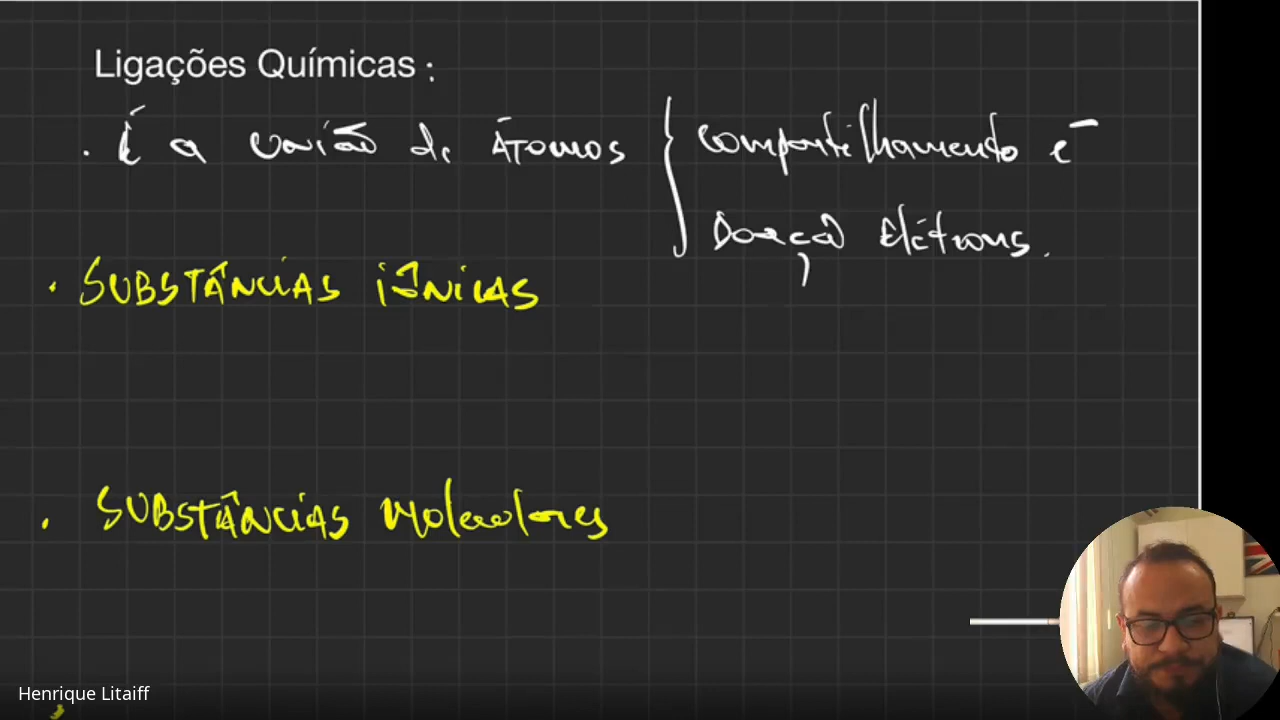 Ligações Químicas :
. É a união de Átomos { compartilhamento e⁻
Doação Elétrons.
. SUBSTÂNCIAS iÔNiCAS
. SUBSTÂNCIAS Moleculares
Henrique Litaiff